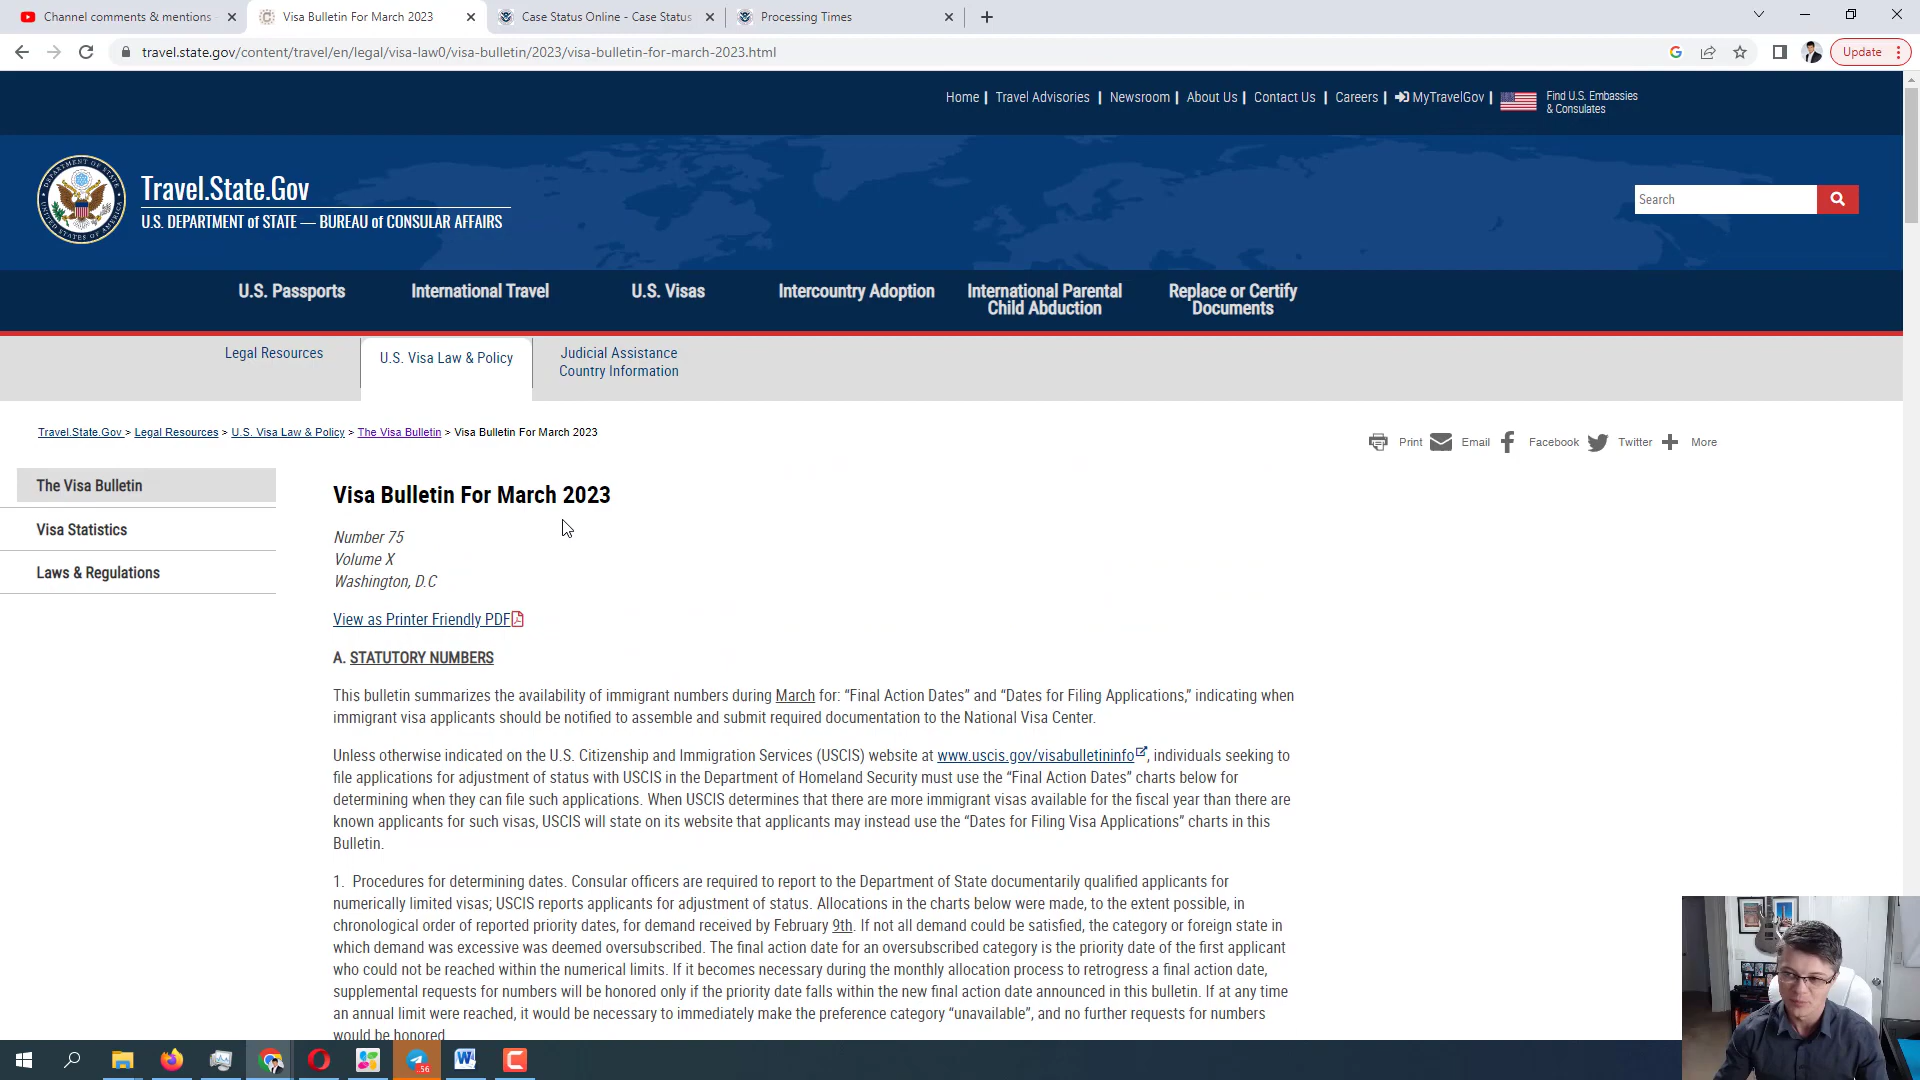 Channel comments & mentions
Visa Bulletin For March 2023
Case Status Online - Case Status
Processing Times
travel.state.gov/content/travel/en/legal/visa-law0/visa-bulletin/2023/visa-bulletin-for-march-2023.html
Update
Home | Travel Advisories | Newsroom | About Us | Contact Us | Careers | MyTravelGov |
Find U.S. Embassies
& Consulates
Travel.State.Gov
U.S. DEPARTMENT of STATE — BUREAU of CONSULAR AFFAIRS
Search
U.S. Passports
International Travel
U.S. Visas
Intercountry Adoption
International Parental
Child Abduction
Replace or Certify
Documents
Legal Resources
U.S. Visa Law & Policy
Judicial Assistance
Country Information
Travel.State.Gov > Legal Resources > U.S. Visa Law & Policy > The Visa Bulletin > Visa Bulletin For March 2023
Print Email Facebook Twitter More
The Visa Bulletin
Visa Statistics
Laws & Regulations
Visa Bulletin For March 2023
Number 75
Volume X
Washington, D.C
View as Printer Friendly PDF
A. STATUTORY NUMBERS
This bulletin summarizes the availability of immigrant numbers during March for: “Final Action Dates” and “Dates for Filing Applications,” indicating when
immigrant visa applicants should be notified to assemble and submit required documentation to the National Visa Center.
Unless otherwise indicated on the U.S. Citizenship and Immigration Services (USCIS) website at www.uscis.gov/visabulletininfo, individuals seeking to
file applications for adjustment of status with USCIS in the Department of Homeland Security must use the “Final Action Dates” charts below for
determining when they can file such applications. When USCIS determines that there are more immigrant visas available for the fiscal year than there are
known applicants for such visas, USCIS will state on its website that applicants may instead use the “Dates for Filing Visa Applications” charts in this
Bulletin.
1. Procedures for determining dates. Consular officers are required to report to the Department of State documentarily qualified applicants for
numerically limited visas; USCIS reports applicants for adjustment of status. Allocations in the charts below were made, to the extent possible, in
chronological order of reported priority dates, for demand received by February 9th. If not all demand could be satisfied, the category or foreign state in
which demand was excessive was deemed oversubscribed. The final action date for an oversubscribed category is the priority date of the first applicant
who could not be reached within the numerical limits. If it becomes necessary during the monthly allocation process to retrogress a final action date,
supplemental requests for numbers will be honored only if the priority date falls within the new final action date announced in this bulletin. If at any time
an annual limit were reached, it would be necessary to immediately make the preference category “unavailable”, and no further requests for numbers
would be honored